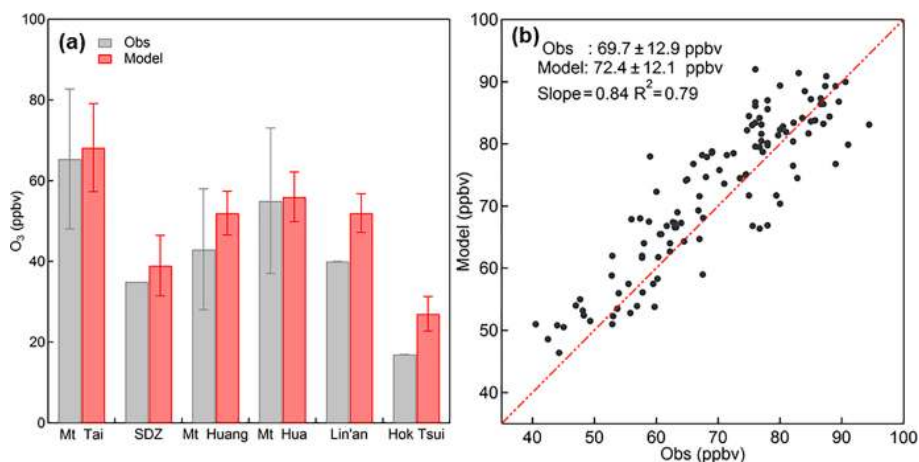 (a)
Obs
Model
O3 (ppbv)
100
80
60
40
20
0
Mt Tai SDZ Mt Huang Mt Hua Lin'an Hok Tsui
(b)
Obs : 69.7 ± 12.9 ppbv
Model: 72.4 ± 12.1 ppbv
Slope = 0.84 R² = 0.79
Model (ppbv)
100
90
80
70
60
50
40
40 50 60 70 80 90 100
Obs (ppbv)